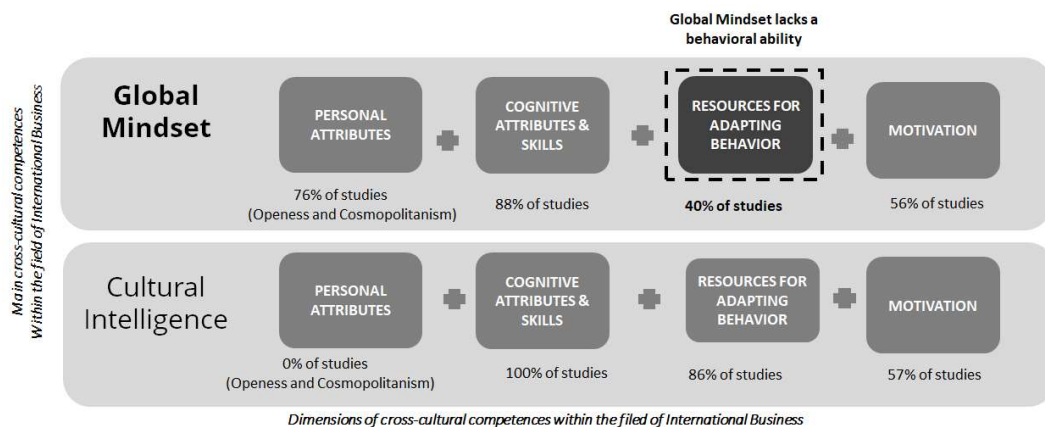 Global Mindset lacks a
behavioral ability
Main cross-cultural competences
Within the field of International Business
Global
Mindset
PERSONAL
ATTRIBUTES
COGNITIVE
ATTRIBUTES &
SKILLS
RESOURCES FOR
ADAPTING
BEHAVIOR
MOTIVATION
76% of studies
(Openess and Cosmopolitanism)
88% of studies
40% of studies
56% of studies
Cultural
Intelligence
PERSONAL
ATTRIBUTES
COGNITIVE
ATTRIBUTES &
SKILLS
RESOURCES FOR
ADAPTING
BEHAVIOR
MOTIVATION
0% of studies
(Openess and Cosmopolitanism)
100% of studies
86% of studies
57% of studies
Dimensions of cross-cultural competences within the filed of International Business